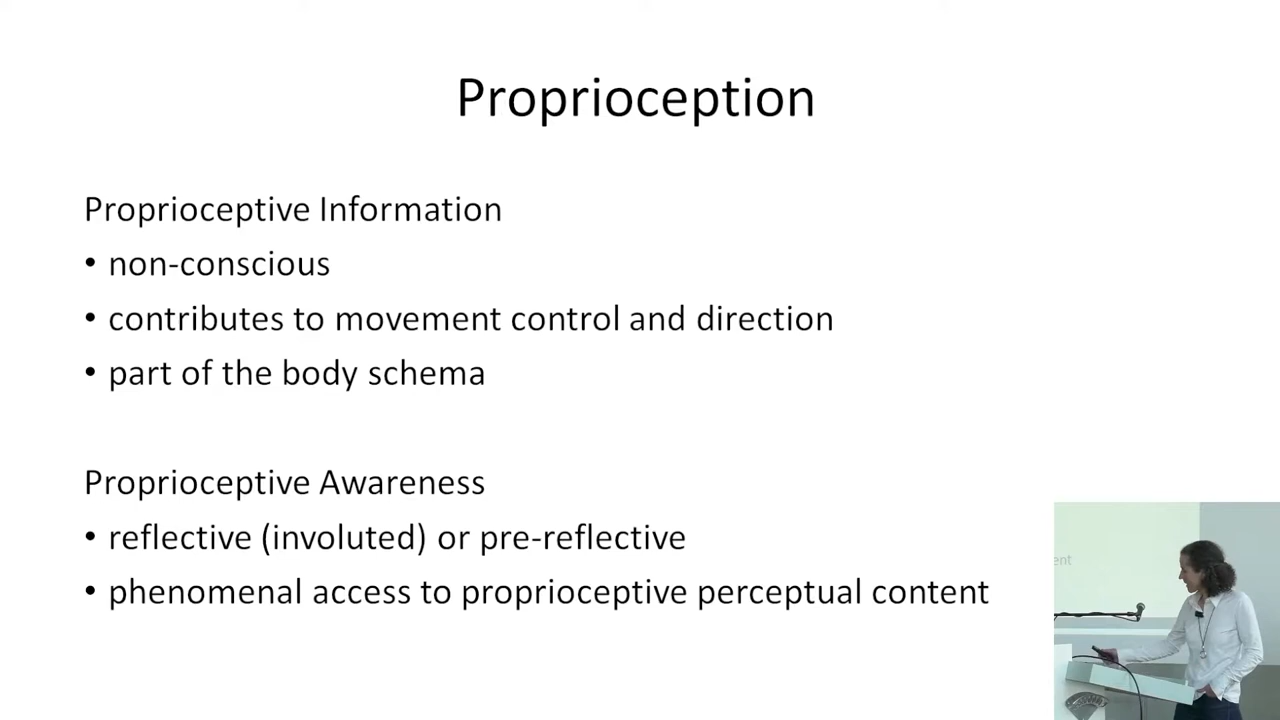 Proprioception
Proprioceptive Information
• non-conscious
• contributes to movement control and direction
• part of the body schema
Proprioceptive Awareness
• reflective (involuted) or pre-reflective
• phenomenal access to proprioceptive perceptual content
ent